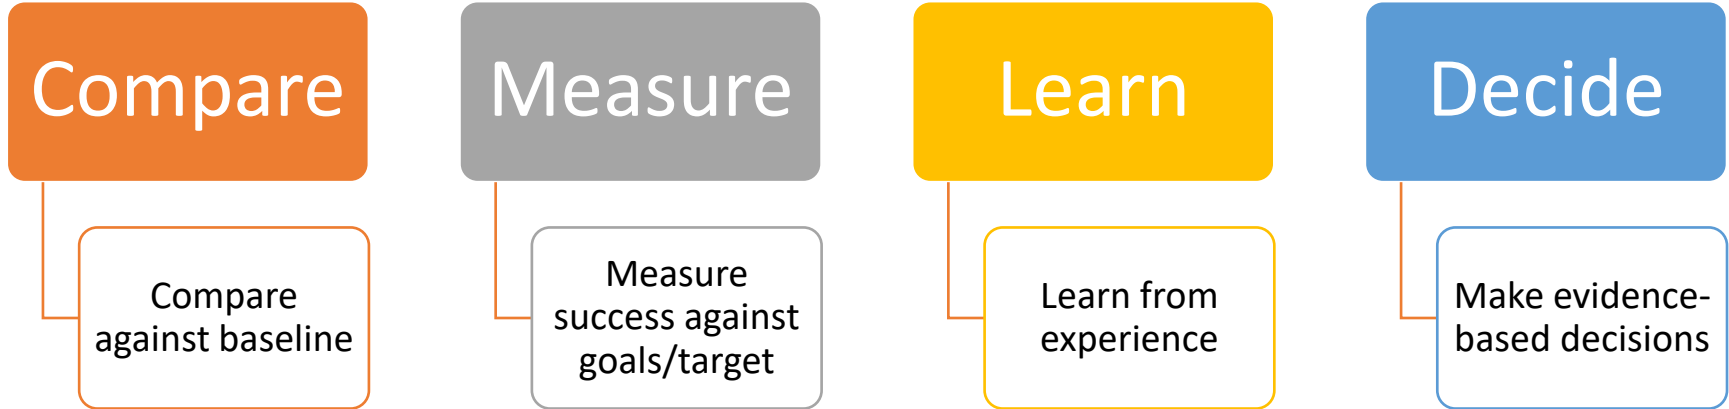 Compare
Compare
against baseline
Measure
Measure
success against
goals/target
Learn
Learn from
experience
Decide
Make evidence-
based decisions